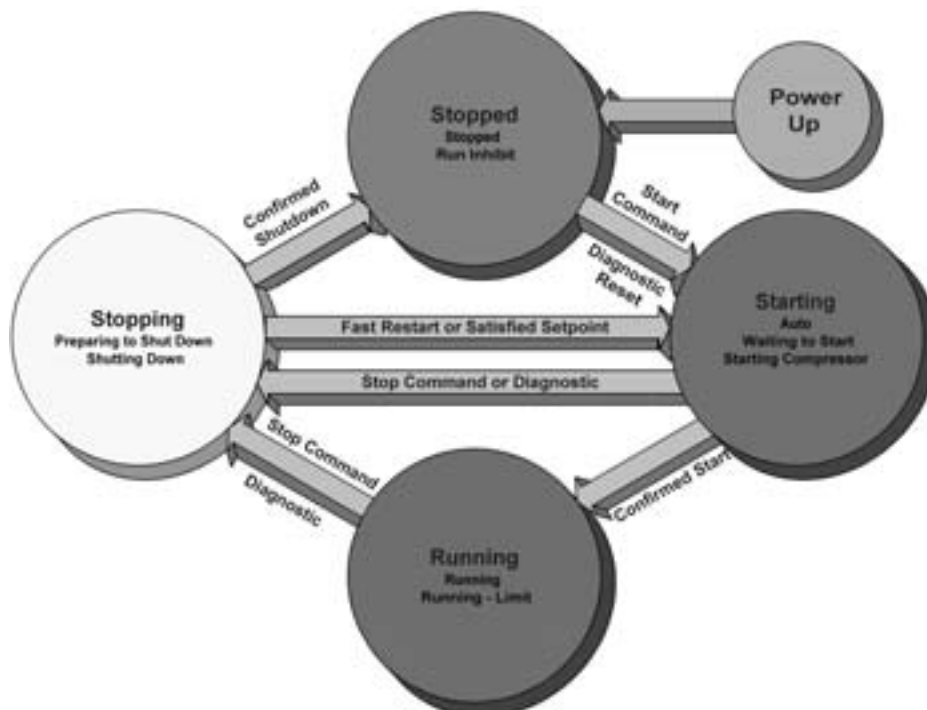 Stopped
Stopped
Run Inhibit
Power
Up
Confirmed
Shutdown
Start
Command
Diagnostic
Reset
Stopping
Preparing to Shut Down
Shutting Down
Fast Restart or Satisfied Setpoint
Stop Command or Diagnostic
Starting
Auto
Waiting to Start
Starting Compressor
Stop Command
Diagnostic
Confirmed Start
Running
Running
Running - Limit